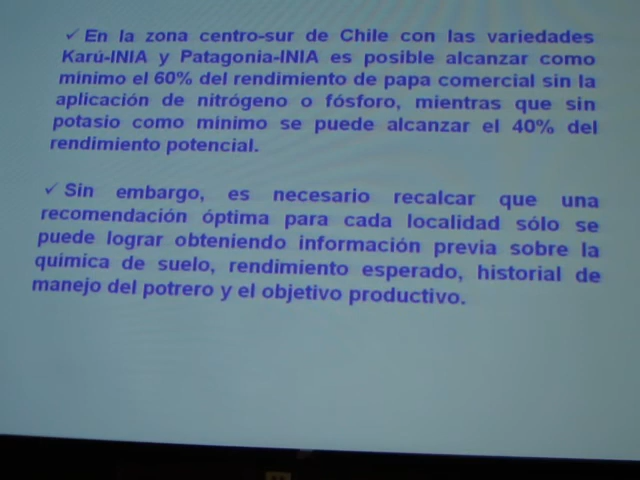 ✓ En la zona centro-sur de Chile con las variedades
Karú-INIA y Patagonia-INIA es posible alcanzar como
mínimo el 60% del rendimiento de papa comercial sin la
aplicación de nitrógeno o fósforo, mientras que sin
potasio como mínimo se puede alcanzar el 40% del
rendimiento potencial.
✓ Sin embargo, es necesario recalcar que una
recomendación óptima para cada localidad sólo se
puede lograr obteniendo información previa sobre la
química de suelo, rendimiento esperado, historial de
manejo del potrero y el objetivo productivo.